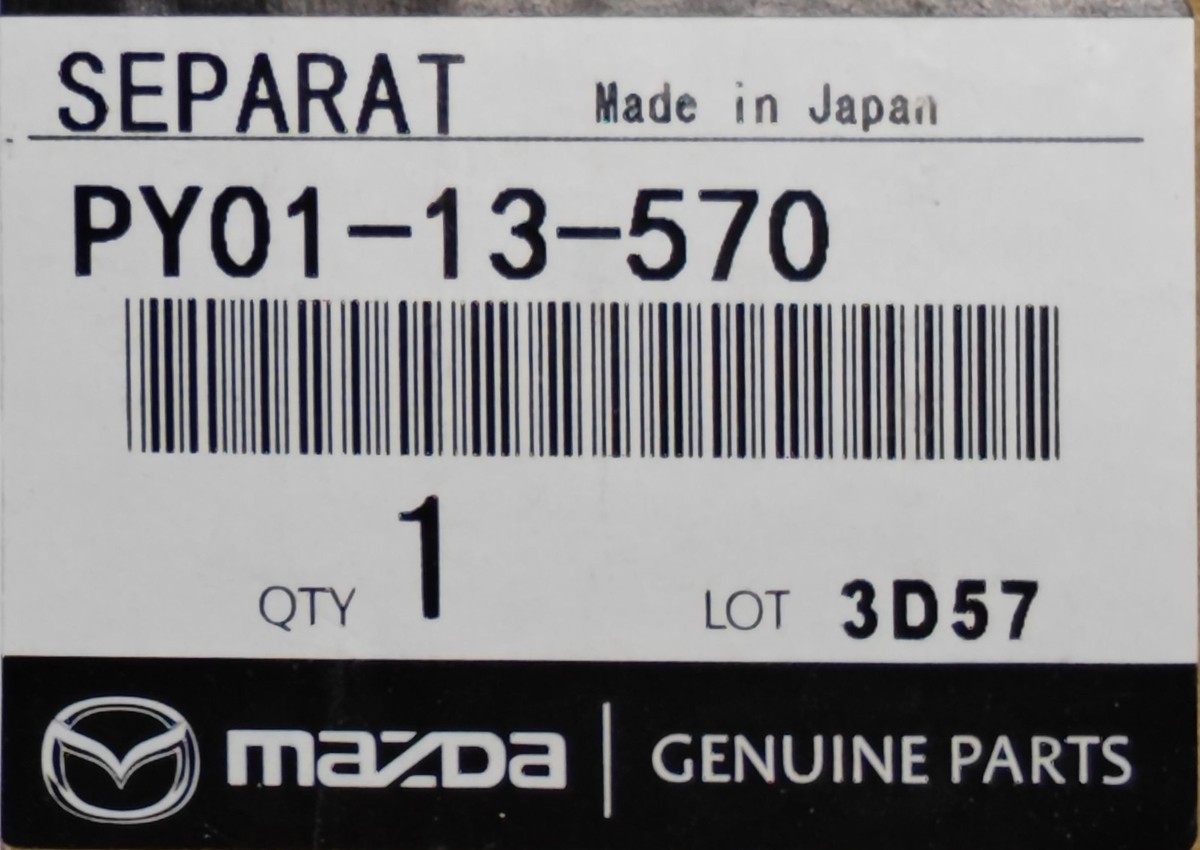 SEPARAT Made in Japan
PY01-13-570
QTY 1 LOT 3D57
mazda GENUINE PARTS